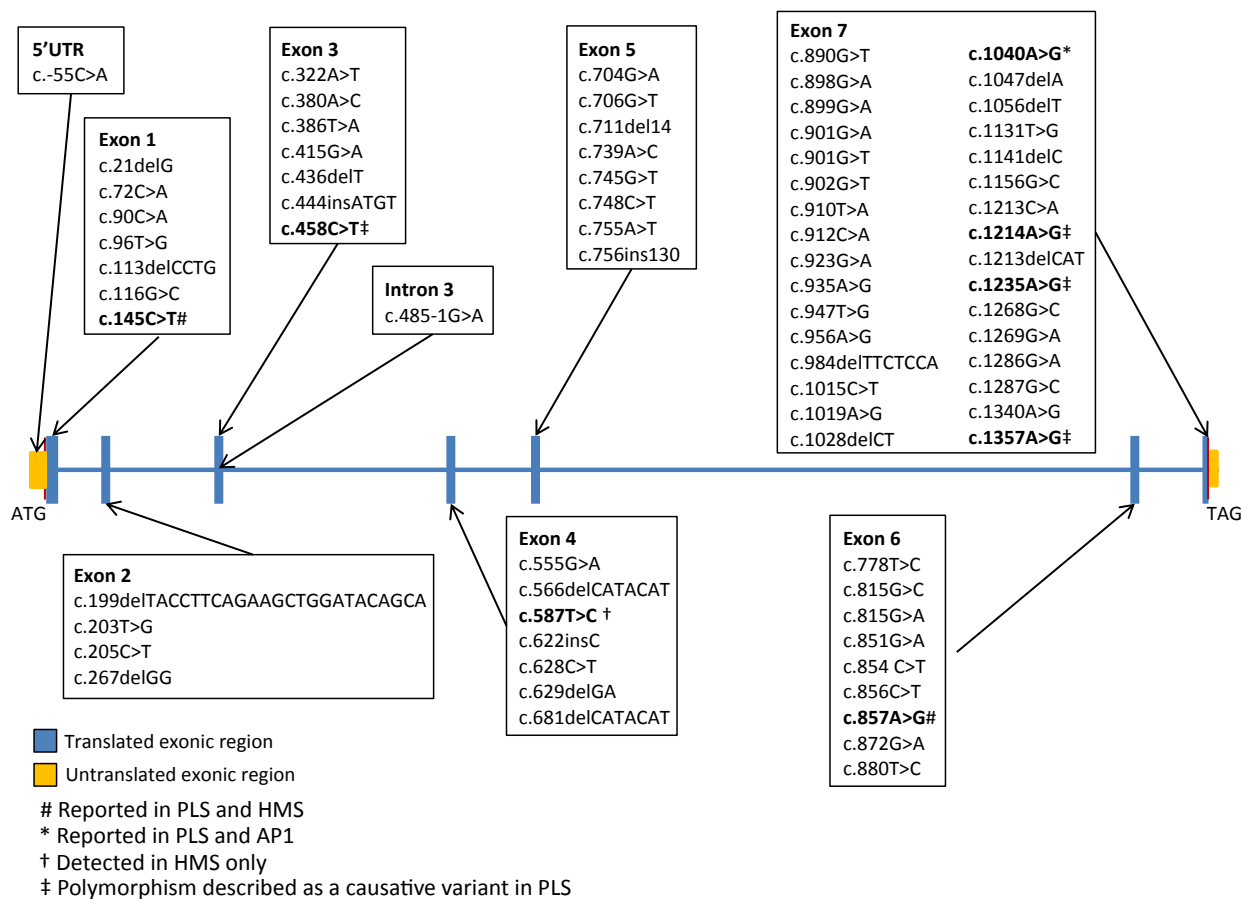 5’UTR
c.-55C>A
Exon 1
c.21delG
c.72C>A
c.90C>A
c.96T>G
c.113delCCTG
c.116G>C
c.145C>T#
Exon 3
c.322A>T
c.380A>C
c.386T>A
c.415G>A
c.436delT
c.444insATGT
c.458C>T‡
Intron 3
c.485-1G>A
Exon 5
c.704G>A
c.706G>T
c.711del14
c.739A>C
c.745G>T
c.748C>T
c.755A>T
c.756ins130
Exon 7
c.890G>T
c.898G>A
c.899G>A
c.901G>A
c.901G>T
c.902G>T
c.910T>A
c.912C>A
c.923G>A
c.935A>G
c.947T>G
c.956A>G
c.984delTTCTCCA
c.1015C>T
c.1019A>G
c.1028delCT
c.1040A>G*
c.1047delA
c.1056delT
c.1131T>G
c.1141delC
c.1156G>C
c.1213C>A
c.1214A>G‡
c.1213delCAT
c.1235A>G‡
c.1268G>C
c.1269G>A
c.1286G>A
c.1287G>C
c.1340A>G
c.1357A>G‡
ATG
TAG
Exon 2
c.199delTACCTTCAGAAGCTGGATACAGCA
c.203T>G
c.205C>T
c.267delGG
Exon 4
c.555G>A
c.566delCATACAT
c.587T>C †
c.622insC
c.628C>T
c.629delGA
c.681delCATACAT
Exon 6
c.778T>C
c.815G>C
c.815G>A
c.851G>A
c.854 C>T
c.856C>T
c.857A>G#
c.872G>A
c.880T>C
Translated exonic region
Untranslated exonic region
# Reported in PLS and HMS
* Reported in PLS and AP1
† Detected in HMS only
‡ Polymorphism described as a causative variant in PLS